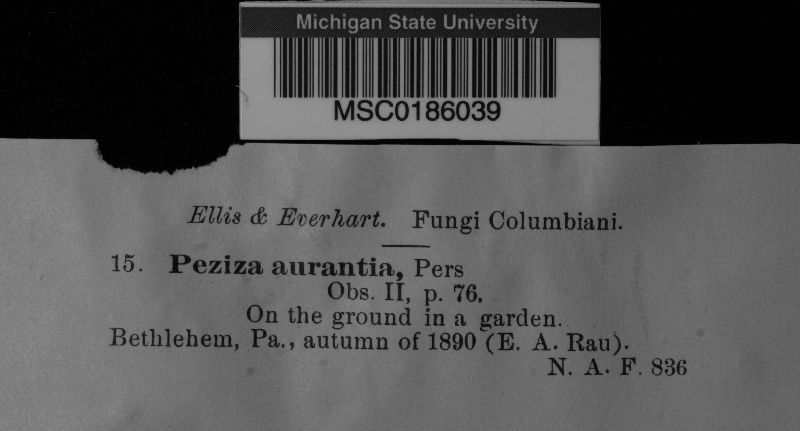 Michigan State University
MSC0186039
Ellis & Everhart. Fungi Columbiani.
15. Peziza aurantia, Pers
Obs. II, p. 76.
On the ground in a garden.
Bethlehem, Pa., autumn of 1890 (E. A. Rau).
N. A. F. 836